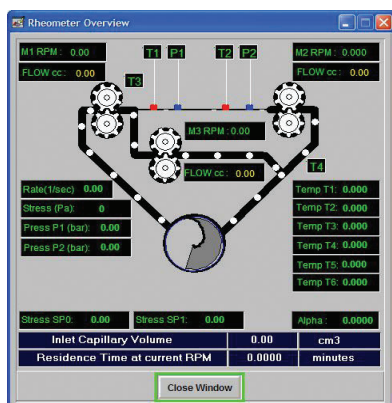 Rheometer Overview
M1 RPM : 0.00
T1 P1 T2 P2
M2 RPM: 0.000
FLOW cc : 0.00
FLOW cc: 0.00
T3
M3 RPM :0.00
FLOW cc : 0.00
T4
Rate(1/sec) 0.00
Stress (Pa): 0
Press P1 (bar): 0.00
Press P2 (bar): 0.00
Temp T1: 0.000
Temp T2: 0.000
Temp T3: 0.000
Temp T4: 0.000
Temp T5: 0.000
Temp T6: 0.000
Stress SP0: 0.00
Stress SP1: 0.00
Alpha : 0.0000
Inlet Capillary Volume 0.00 cm3
Residence Time at current RPM 0.0000 minutes
Close Window